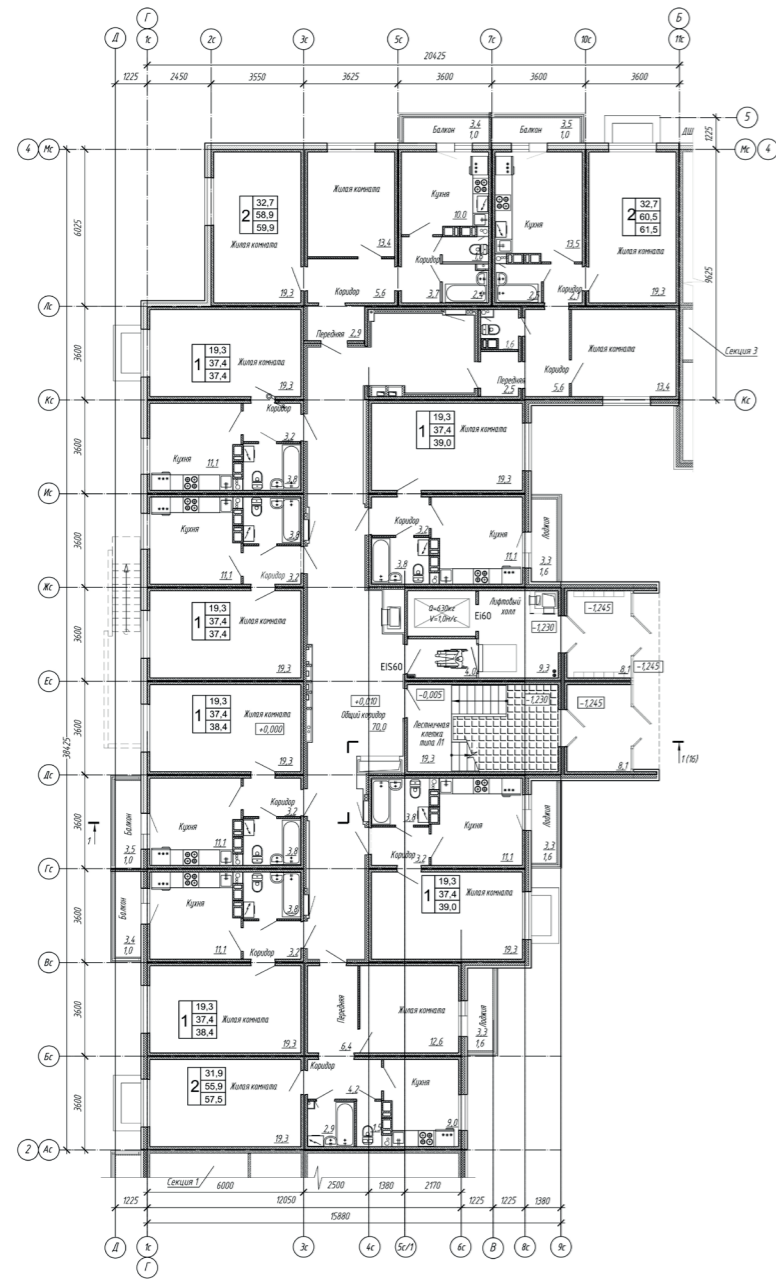 Г
Б
Д
1с
2с
3с
5с
7с
10с
11с
20425
1225
2450
3550
3625
3600
3600
3600
5
Балкон
3,4
1,0
Балкон
3,5
1,0
1225
4
Мс
Мс
4
6025
2
32,7
58,9
59,9
Жилая комната
19.3
Жилая комната
13.4
Кухня
10.0
Коридор
Коридор
5.6
3.7
Кухня
13.5
Коридор
2
32,7
60,5
61,5
Жилая комната
19.3
9625
Лс
3600
1
19,3
37,4
37,4
Жилая комната
19.3
Передняя
2.9
1.6
Передняя
2.5
Коридор
5.6
Жилая комната
13.4
Секция 3
Кс
Кс
3600
Коридор
3.2
Кухня
11,1
3.8
1
19,3
37,4
39,0
Жилая комната
19.3
Ис
3600
Кухня
11,1
3.8
Коридор
3.2
Коридор
3.2
3.8
Кухня
11,1
Лоджия
3.3
1,6
Жс
3600
1
19,3
37,4
37,4
Жилая комната
19.3
Q=630кг
V=1,0м/с
Ei60
Лифтовый
холл
-1,230
-1,245
EIS60
4.0
9.3
8,1
-1,245
Ес
3600
1
19,3
37,4
38,4
Жилая комната
+0,000
19.3
+0,010
Общий коридор
70.0
-0,005
-1,230
Лестничная
клетка
типа Л1
19.3
-1,245
8,1
1 (16)
38425
Дс
3600
Балкон
3.5
1,0
1
Кухня
11,1
Коридор
3.2
3.8
3.8
Коридор
3.2
Кухня
11,1
Лоджия
3.3
1,6
Гс
3600
Балкон
3,4
1,0
Кухня
11,1
3.8
Коридор
3.2
1
19,3
37,4
39,0
Жилая комната
19.3
Вс
3600
1
19,3
37,4
38,4
Жилая комната
19.3
Передняя
6.4
Жилая комната
12.6
Лоджия
3.3
1,6
Бс
3600
2
31,9
55,9
57,5
Жилая комната
19.3
Коридор
4.2
2.9
1.9
Кухня
9.0
2
Ас
Секция 1
6000
2500
1380
2170
1225
12050
1225
1225
1380
15880
Д
1с
3с
4с
5с/1
6с
В
8с
9с
Г